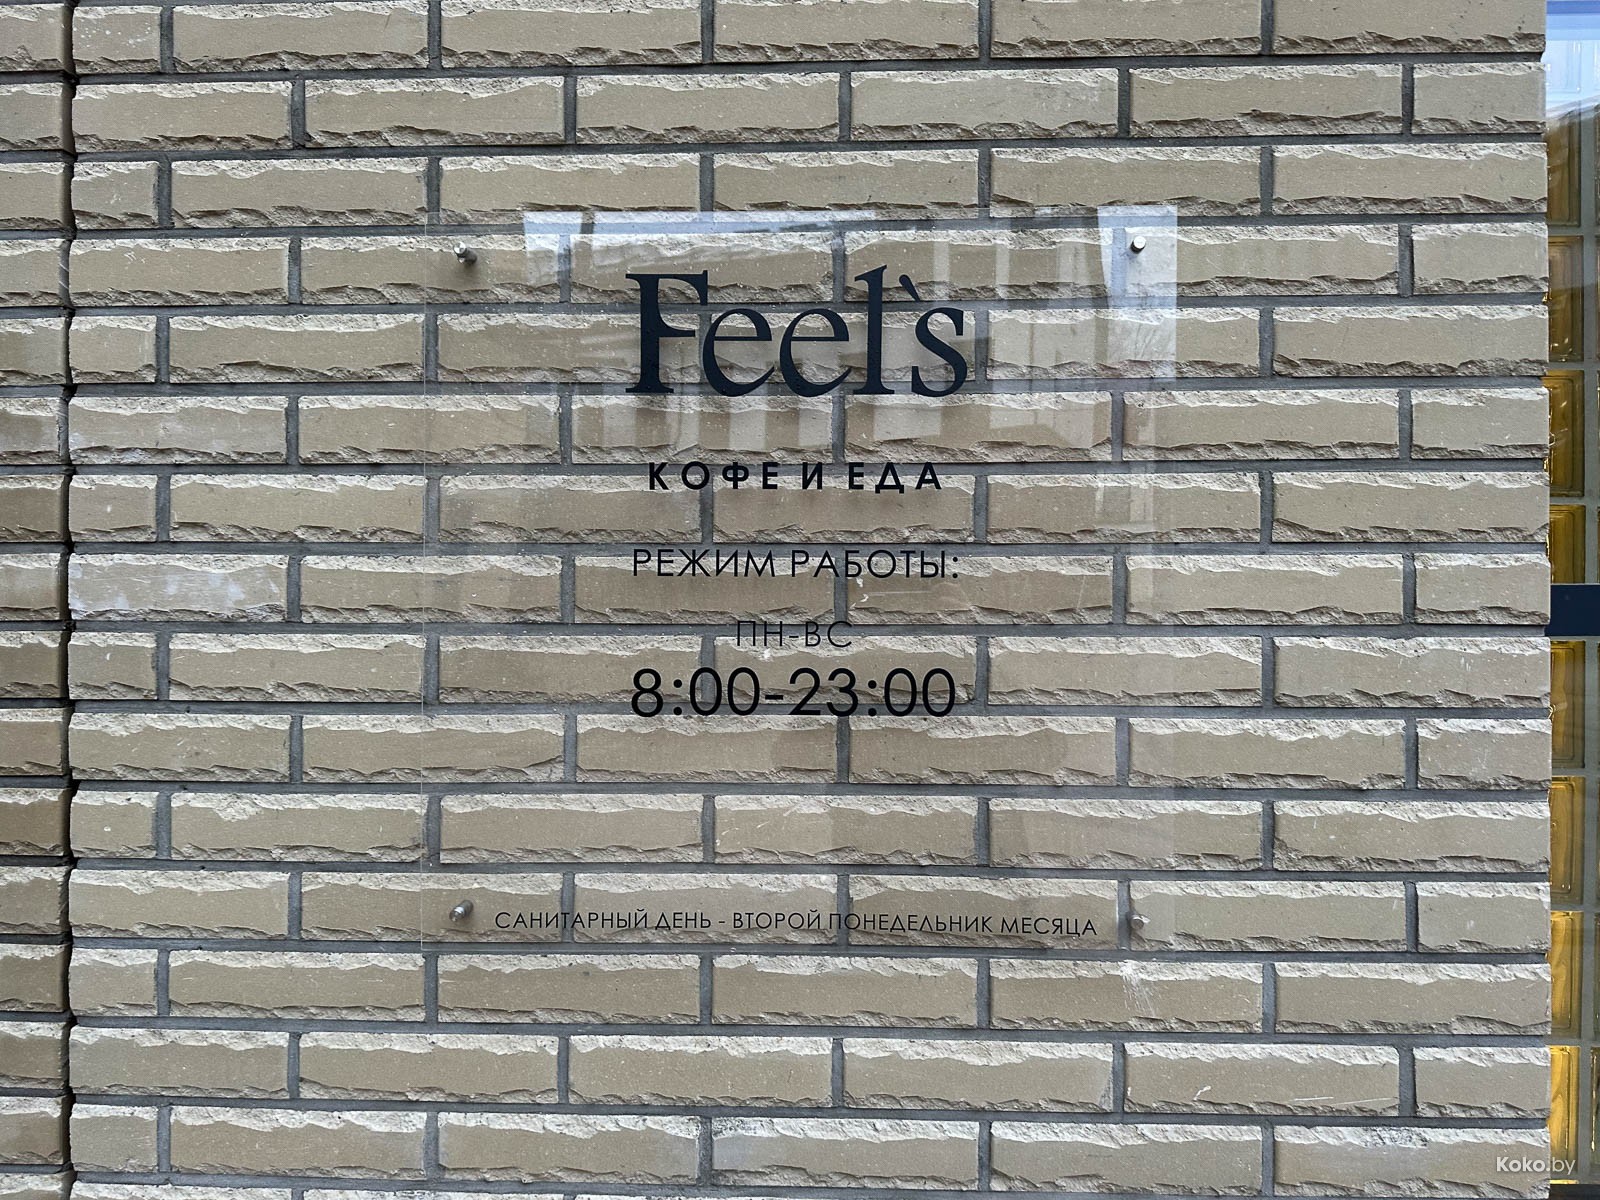 Feel's
КОФЕ И ЕДА
РЕЖИМ РАБОТЫ:
ПН-ВС
8:00-23:00
САНИТАРНЫЙ ДЕНЬ - ВТОРОЙ ПОНЕДЕЛЬНИК МЕСЯЦА
Koko.by